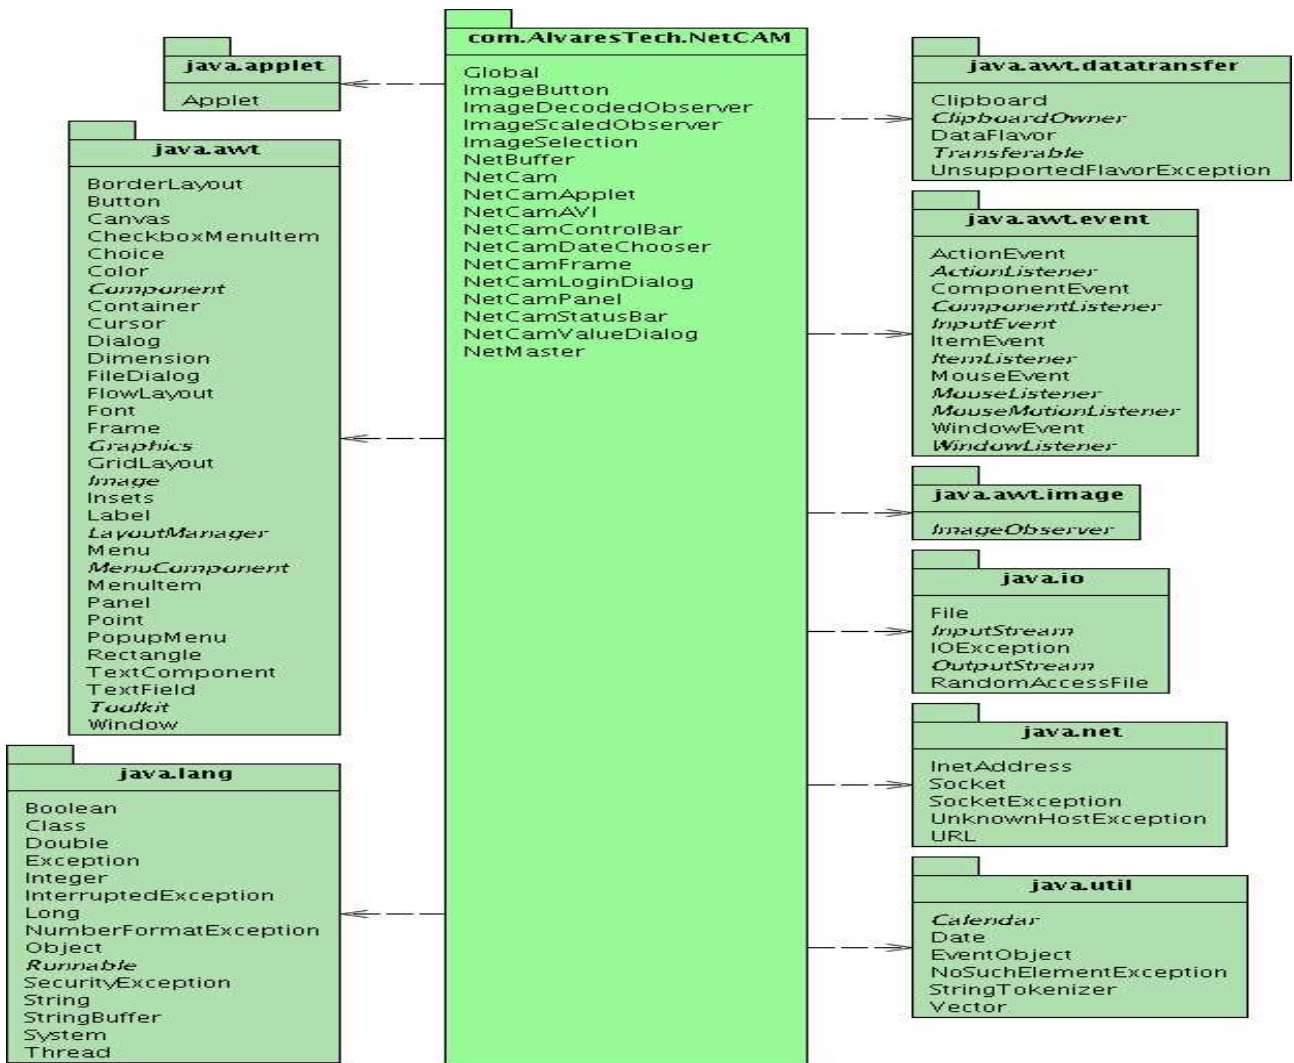 java.applet
Applet
java.awt
BorderLayout
Button
Canvas
CheckboxMenuItem
Choice
Color
Component
Container
Cursor
Dialog
Dimension
FileDialog
FlowLayout
Font
Frame
Graphics
GridLayout
Image
Insets
Label
LayoutManager
Menu
MenuComponent
MenuItem
Panel
Point
PopupMenu
Rectangle
TextComponent
TextField
Toolkit
Window
java.lang
Boolean
Class
Double
Exception
Integer
InterruptedException
Long
NumberFormatException
Object
Runnable
SecurityException
String
StringBuffer
System
Thread
com.AlvaresTech.NetCAM
Global
ImageButton
ImageDecodedObserver
ImageScaledObserver
ImageSelection
NetBuffer
NetCam
NetCamApplet
NetCamAVI
NetCamControlBar
NetCamDateChooser
NetCamFrame
NetCamLoginDialog
NetCamPanel
NetCamStatusBar
NetCamValueDialog
NetMaster
java.awt.datatransfer
Clipboard
ClipboardOwner
DataFlavor
Transferable
UnsupportedFlavorException
java.awt.event
ActionEvent
ActionListener
ComponentEvent
ComponentListener
InputEvent
ItemEvent
ItemListener
MouseEvent
MouseListener
MouseMotionListener
WindowEvent
WindowListener
java.awt.image
ImageObserver
java.io
File
InputStream
IOException
OutputStream
RandomAccessFile
java.net
InetAddress
Socket
SocketException
UnknownHostException
URL
java.util
Calendar
Date
EventObject
NoSuchElementException
StringTokenizer
Vector